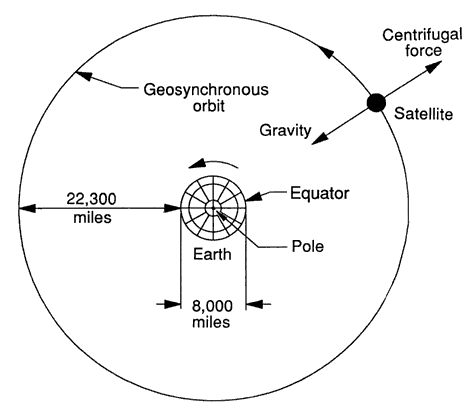 Centrifugal
force
Geosynchronous
orbit
Satellite
Gravity
22,300
miles
Equator
Pole
Earth
8,000
miles